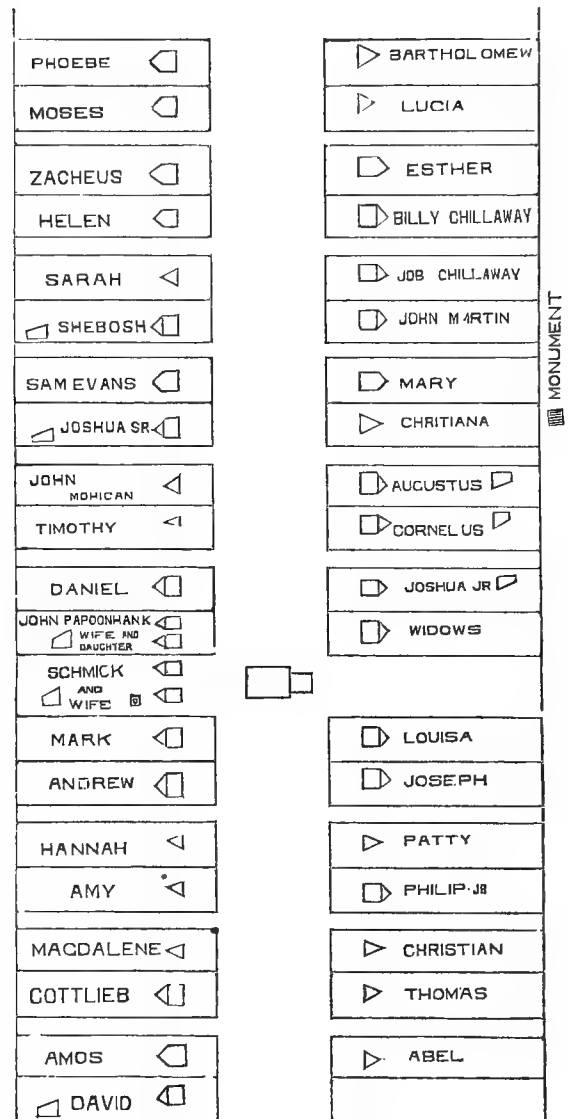 PHOEBE
MOSES
ZACHEUS
HELEN
SARAH
SHEBOSH
SAM EVANS
JOSHUA SR.
JOHN
MOHICAN
TIMOTHY
DANIEL
JOHN PAPOONHANK
WIFE AND
DAUGHTER
SCHMICK
AND
WIFE
MARK
ANDREW
HANNAH
AMY
MAGDALENE
GOTTLIEB
AMOS
DAVID
BARTHOLOMEW
LUCIA
ESTHER
BILLY CHILLAWAY
JOB CHILLAWAY
JOHN MARTIN
MARY
CHRITIANA
AUGUSTUS
CORNELUS
JOSHUA JR
WIDOWS
LOUISA
JOSEPH
PATTY
PHILIP·JR
CHRISTIAN
THOMAS
ABEL
MONUMENT